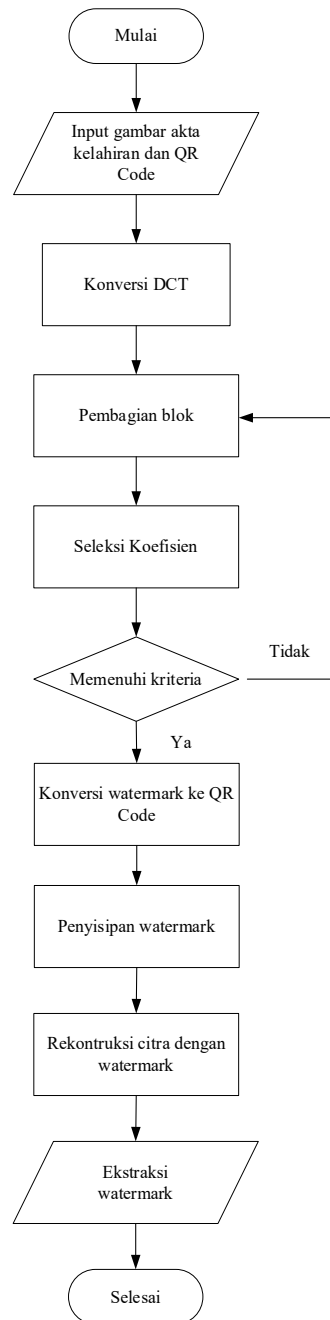 Mulai
Input gambar akta
kelahiran dan QR
Code
Konversi DCT
Pembagian blok
Seleksi Koefisien
Memenuhi kriteria
Tidak
Ya
Konversi watermark ke QR
Code
Penyisipan watermark
Rekontruksi citra dengan
watermark
Ekstraksi
watermark
Selesai